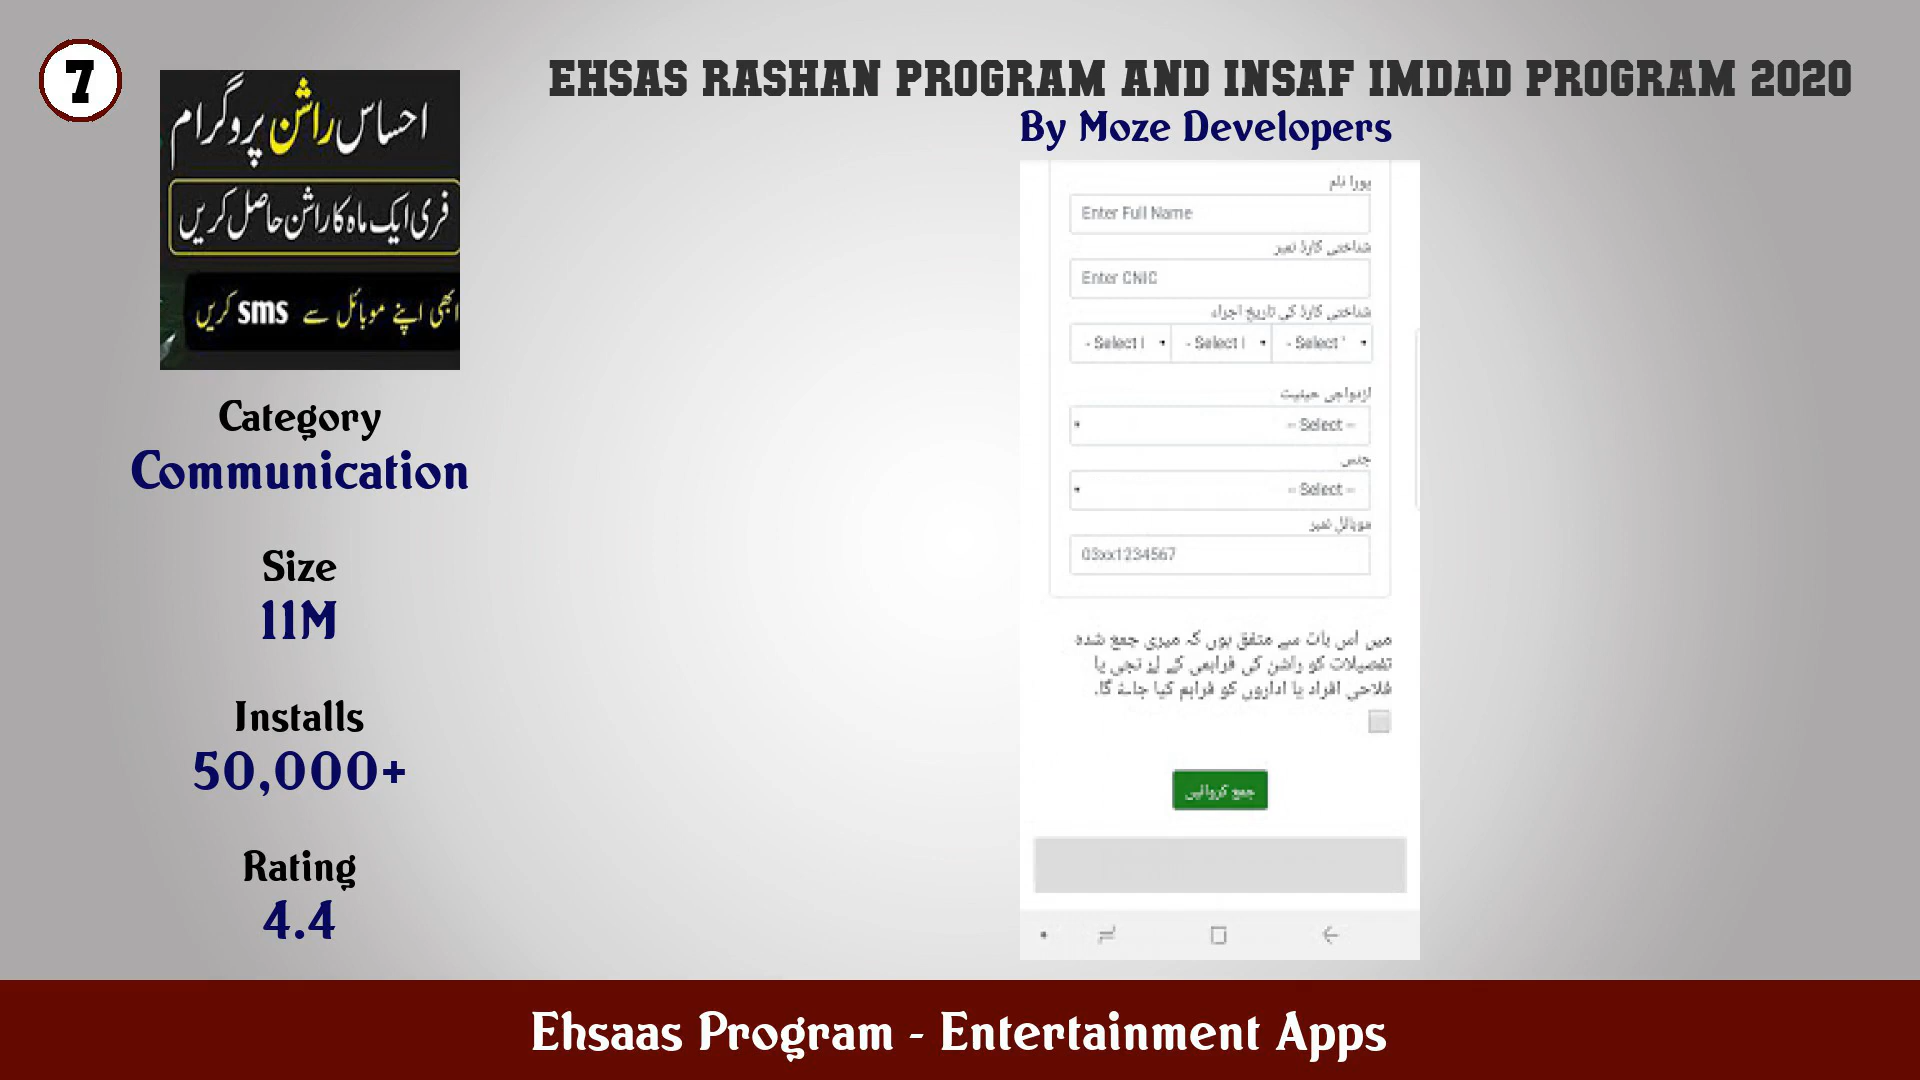 7
احساس راشن پروگرام
فری ایک ماہ کا راشن حاصل کریں
ابھی اپنے موبائل سے sms کریں
Category
Communication
Size
11M
Installs
50,000+
Rating
4.4
EHSAS RASHAN PROGRAM AND INSAF IMDAD PROGRAM 2020
By Moze Developers
پورا نام
Enter Full Name
شناختی کارڈ نمبر
Enter CNIC
شناختی کارڈ کی تاریخ اجراء
- Select - Select - Select
ازدواجی حیثیت
-- Select --
جنس
-- Select --
موبائل نمبر
03xx1234567
میں اس بات سے متفق ہوں کہ میری جمع شدہ
تفصیلات کو راشن کی فراہمی کے لۓ نجی یا
فلاحی افراد یا اداروں کو فراہم کیا جاۓ گا.
جمع کروائیں
Ehsaas Program - Entertainment Apps